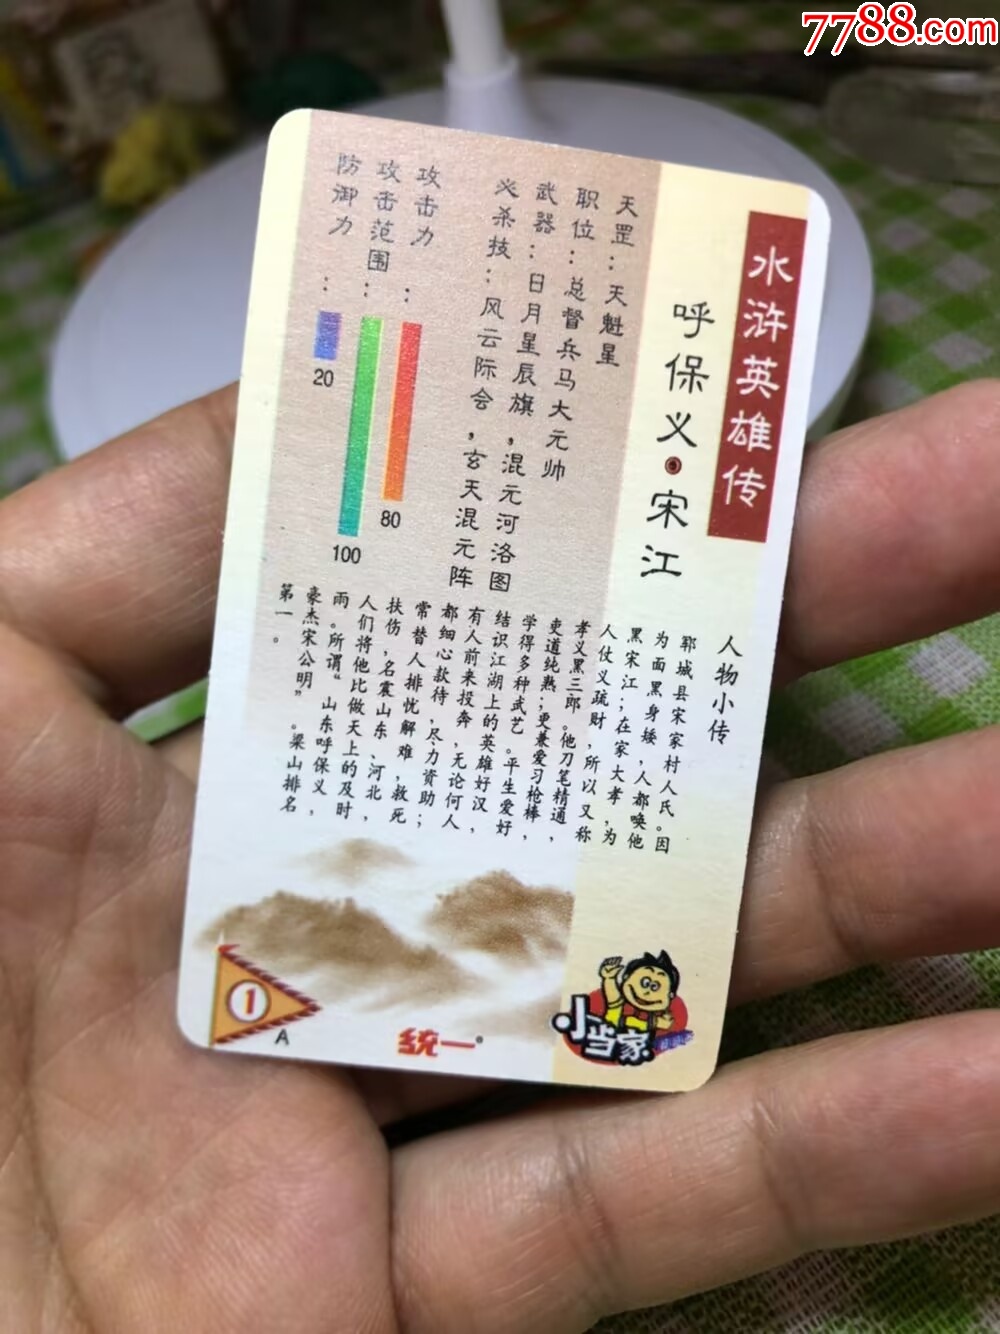 7788.com
水浒英雄传
呼保义·宋江
天罡：天魁星
职位：总督兵马大元帅
武器：日月星辰旗，混元河洛图
必杀技：风云际会，玄天混元阵
攻击力：
80
攻击范围：
100
防御力：
20
人物小传
郓城县宋家村人氏。因
为面黑身矮，人都唤他
黑宋江；在家大孝，为
人仗义疏财，所以又称
孝义黑三郎。他刀笔精通，
吏道纯熟；更兼爱习枪棒，
学得多种武艺。平生爱好
结识江湖上的英雄好汉，
有人前来投奔，无论何人
都细心款待，尽力资助；
常替人排忧解难，救死
扶伤，名震山东、河北，
人们将他比做天上的及时
雨。所谓“山东呼保义，
豪杰宋公明”。梁山排名
第一。
1
A
统一
小当家